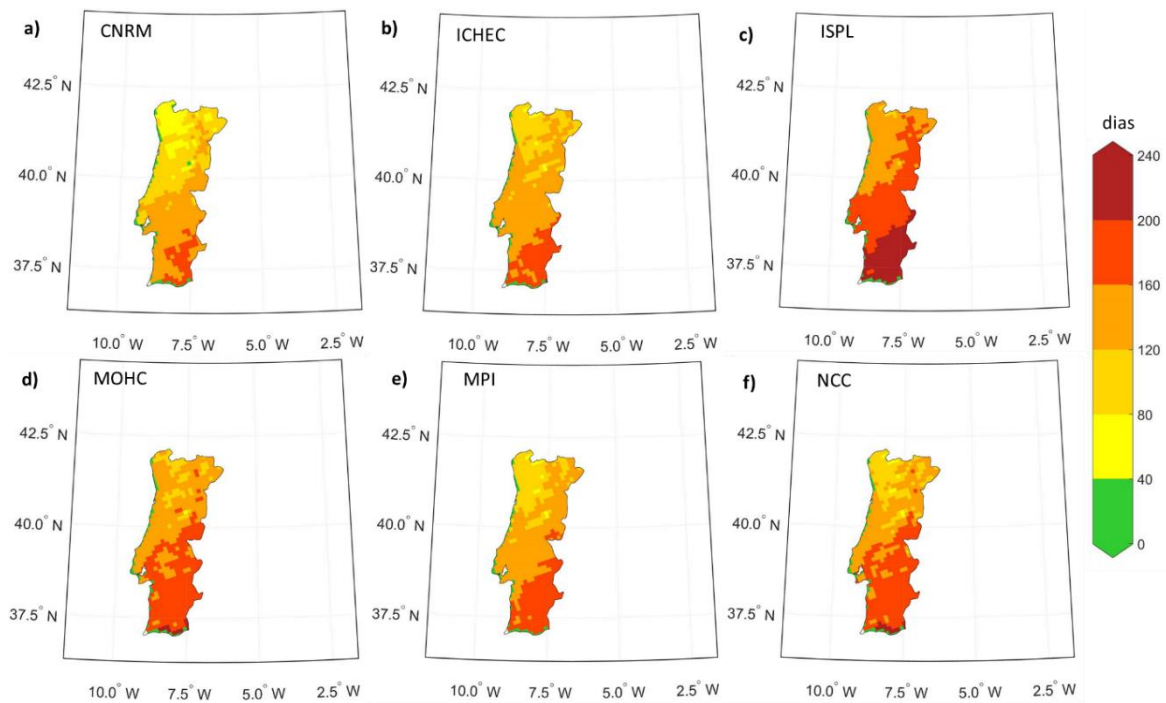 a) CNRM
b) ICHEC
c) ISPL
42.5° N
40.0° N
37.5° N
10.0° W 7.5° W 5.0° W 2.5° W
42.5° N
40.0° N
37.5° N
10.0° W 7.5° W 5.0° W 2.5° W
42.5° N
40.0° N
37.5° N
10.0° W 7.5° W 5.0° W 2.5° W
dias
240
200
160
120
80
40
0
d) MOHC
e) MPI
f) NCC
42.5° N
40.0° N
37.5° N
10.0° W 7.5° W 5.0° W 2.5° W
42.5° N
40.0° N
37.5° N
10.0° W 7.5° W 5.0° W 2.5° W
42.5° N
40.0° N
37.5° N
10.0° W 7.5° W 5.0° W 2.5° W